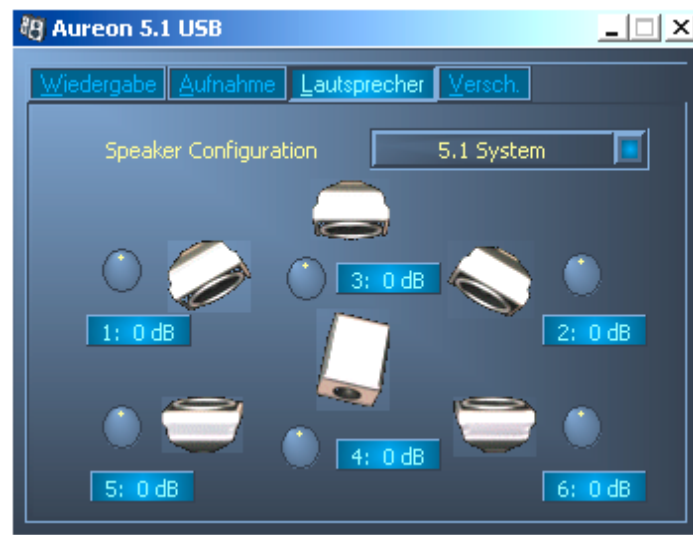 Aureon 5.1 USB
Wiedergabe Aufnahme Lautsprecher Versch.
Speaker Configuration 5.1 System
3: 0 dB
1: 0 dB 2: 0 dB
4: 0 dB
5: 0 dB 6: 0 dB